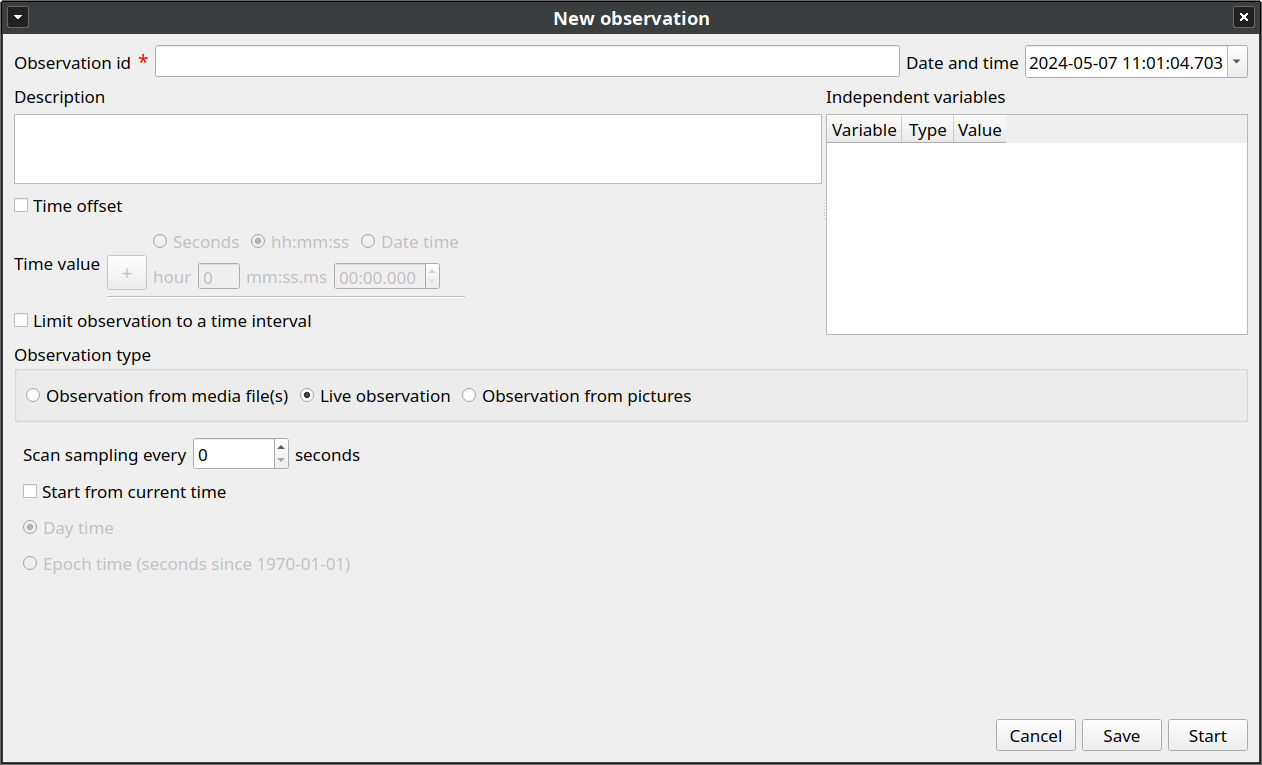 New observation
Observation id * Date and time 2024-05-07 11:01:04.703
Description Independent variables
Variable Type Value
Time offset
Seconds hh:mm:ss Date time
Time value + hour 0 mm:ss.ms 00:00.000
Limit observation to a time interval
Observation type
Observation from media file(s) Live observation Observation from pictures
Scan sampling every 0 seconds
Start from current time
Day time
Epoch time (seconds since 1970-01-01)
Cancel Save Start